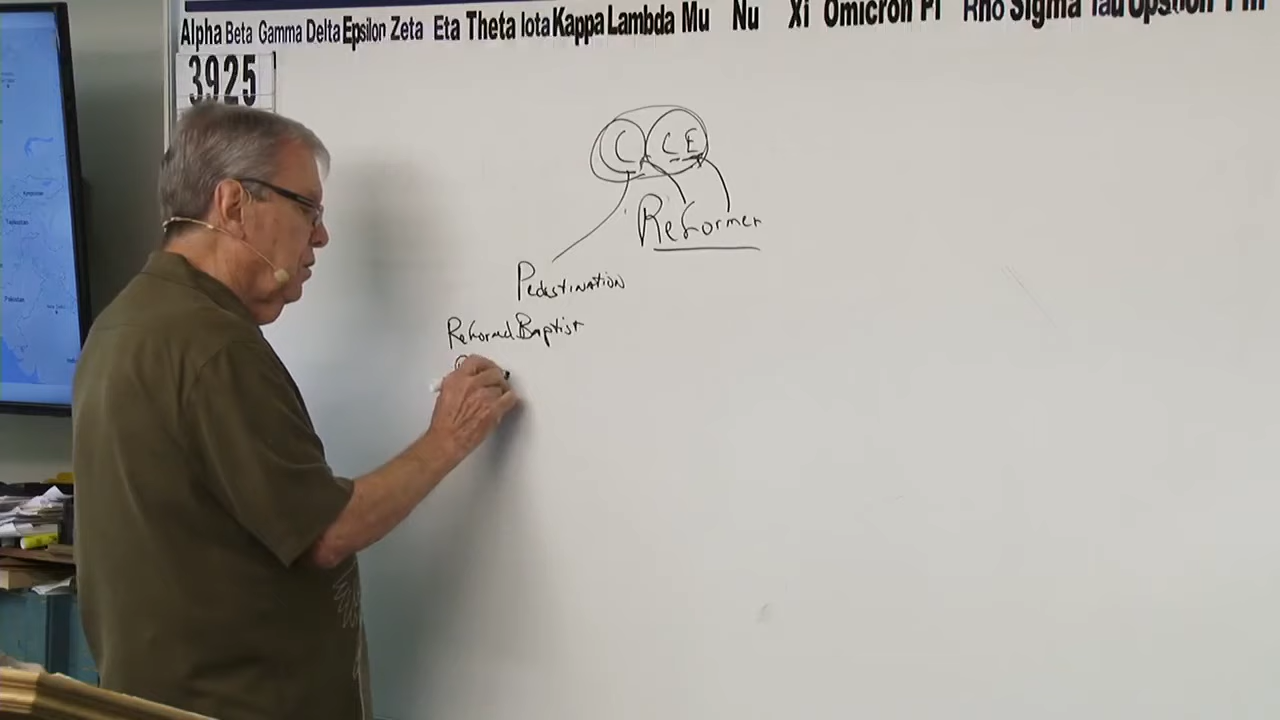 Alpha Beta Gamma Delta Epsilon Zeta Eta Theta Iota Kappa Lambda Mu Nu Xi Omicron Pi Rho Sigma Tau Upsilon Phi
3925
C C E
Reformer
Pedestination
Reformed Baptist